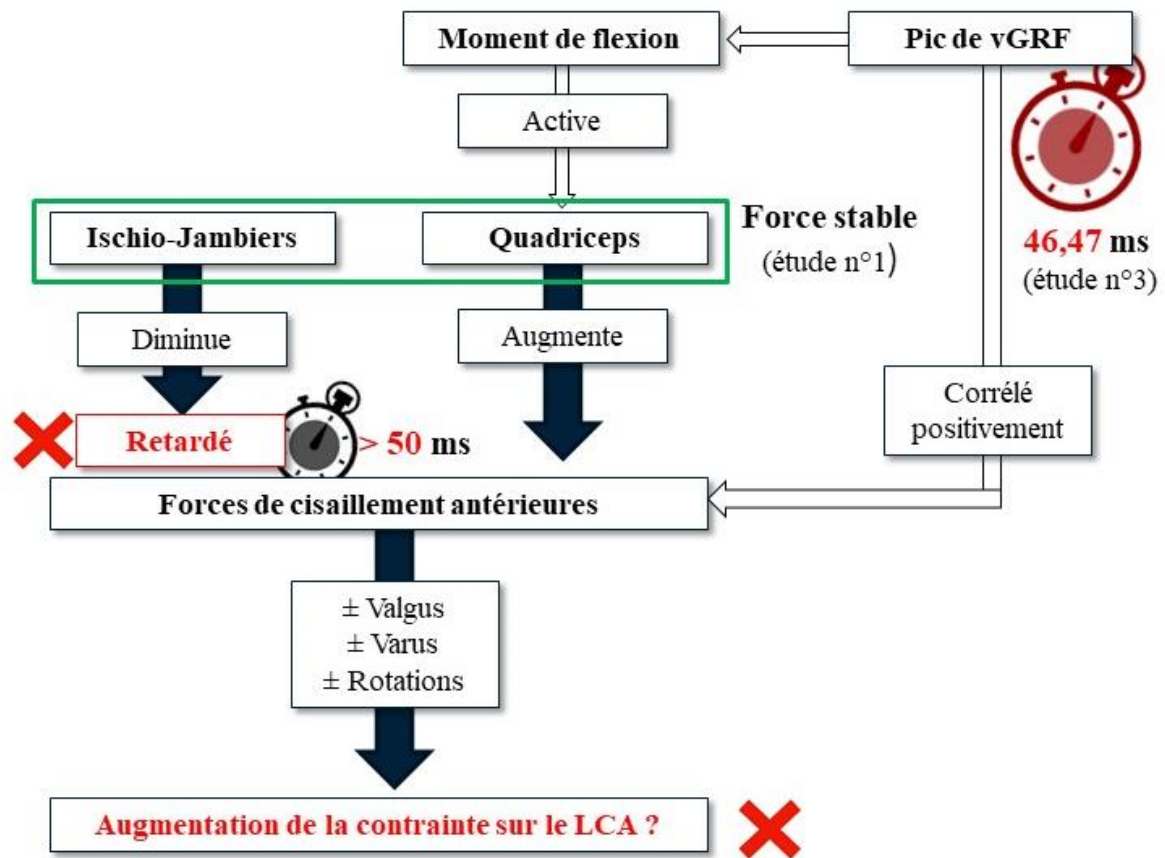 Moment de flexion
Pic de vGRF
Active
Ischio-Jambiers
Quadriceps
Force stable
(étude n°1)
46,47 ms
(étude n°3)
Diminue
Augmente
Corrélé
positivement
Retardé
> 50 ms
Forces de cisaillement antérieures
± Valgus
± Varus
± Rotations
Augmentation de la contrainte sur le LCA ?